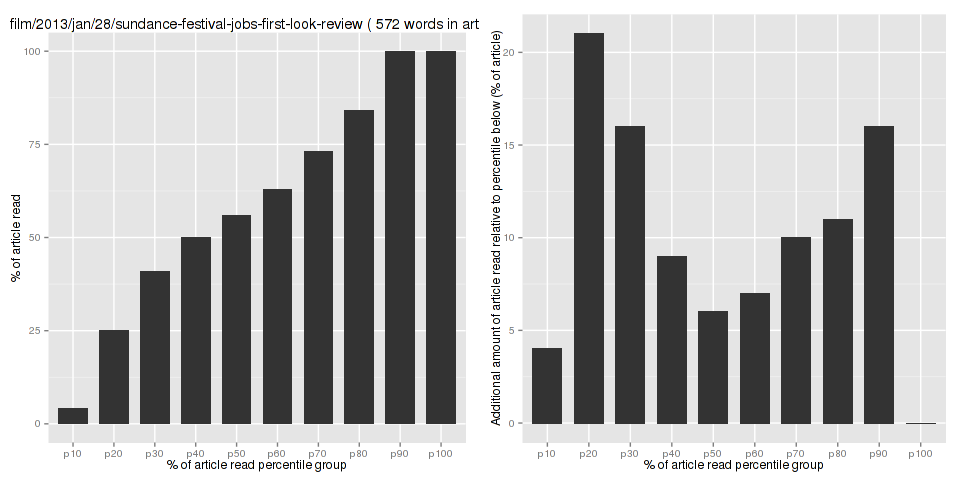 film/2013/jan/28/sundance-festival-jobs-first-look-review ( 572 words in art
% of article read
100
75
50
25
0
p10 p20 p30 p40 p50 p60 p70 p80 p90 p100
% of article read percentile group
Additional amount of article read relative to percentile below (% of article)
20
15
10
5
0
p10 p20 p30 p40 p50 p60 p70 p80 p90 p100
% of article read percentile group